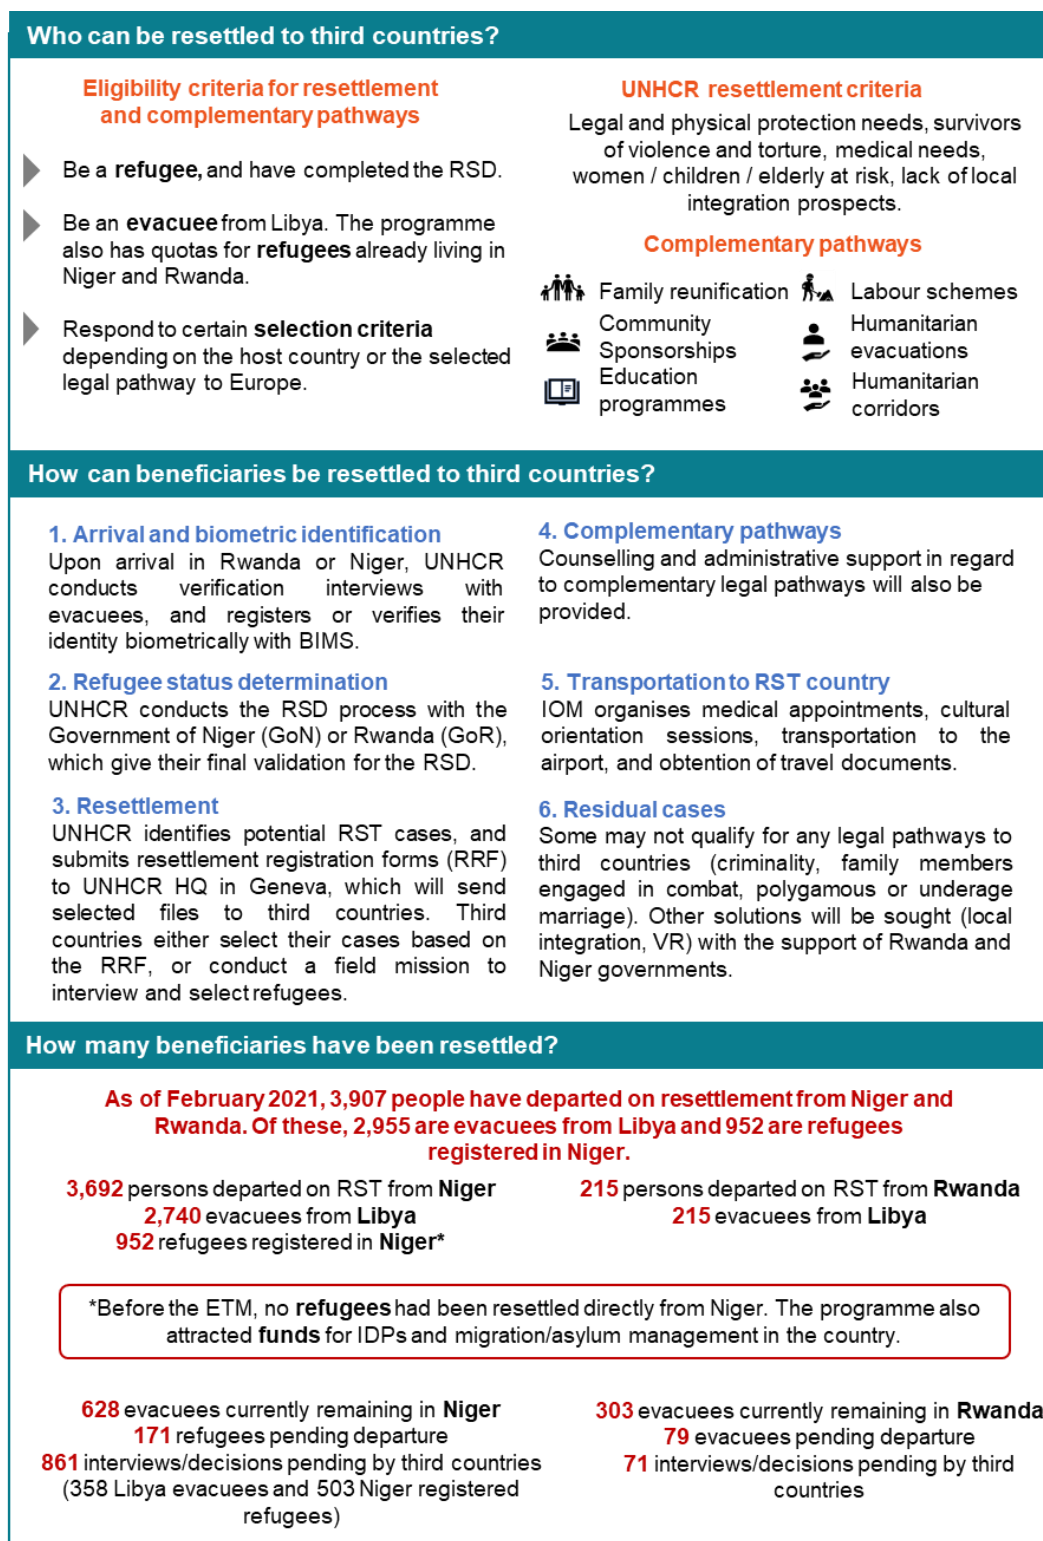 Who can be resettled to third countries?
Eligibility criteria for resettlement
and complementary pathways
Be a refugee, and have completed the RSD.
Be an evacuee from Libya. The programme
also has quotas for refugees already living in
Niger and Rwanda.
Respond to certain selection criteria
depending on the host country or the selected
legal pathway to Europe.
UNHCR resettlement criteria
Legal and physical protection needs, survivors
of violence and torture, medical needs,
women / children / elderly at risk, lack of local
integration prospects.
Complementary pathways
Family reunification
Community
Sponsorships
Education
programmes
Labour schemes
Humanitarian
evacuations
Humanitarian
corridors
How can beneficiaries be resettled to third countries?
1. Arrival and biometric identification
Upon arrival in Rwanda or Niger, UNHCR
conducts verification interviews with
evacuees, and registers or verifies their
identity biometrically with BIMS.
2. Refugee status determination
UNHCR conducts the RSD process with the
Government of Niger (GoN) or Rwanda (GoR),
which give their final validation for the RSD.
3. Resettlement
UNHCR identifies potential RST cases, and
submits resettlement registration forms (RRF)
to UNHCR HQ in Geneva, which will send
selected files to third countries. Third
countries either select their cases based on
the RRF, or conduct a field mission to
interview and select refugees.
4. Complementary pathways
Counselling and administrative support in regard
to complementary legal pathways will also be
provided.
5. Transportation to RST country
IOM organises medical appointments, cultural
orientation sessions, transportation to the
airport, and obtention of travel documents.
6. Residual cases
Some may not qualify for any legal pathways to
third countries (criminality, family members
engaged in combat, polygamous or underage
marriage). Other solutions will be sought (local
integration, VR) with the support of Rwanda and
Niger governments.
How many beneficiaries have been resettled?
As of February 2021, 3,907 people have departed on resettlement from Niger and
Rwanda. Of these, 2,955 are evacuees from Libya and 952 are refugees
registered in Niger.
3,692 persons departed on RST from Niger
2,740 evacuees from Libya
952 refugees registered in Niger*
215 persons departed on RST from Rwanda
215 evacuees from Libya
*Before the ETM, no refugees had been resettled directly from Niger. The programme also
attracted funds for IDPs and migration/asylum management in the country.
628 evacuees currently remaining in Niger
171 refugees pending departure
861 interviews/decisions pending by third countries
(358 Libya evacuees and 503 Niger registered
refugees)
303 evacuees currently remaining in Rwanda
79 evacuees pending departure
71 interviews/decisions pending by third
countries